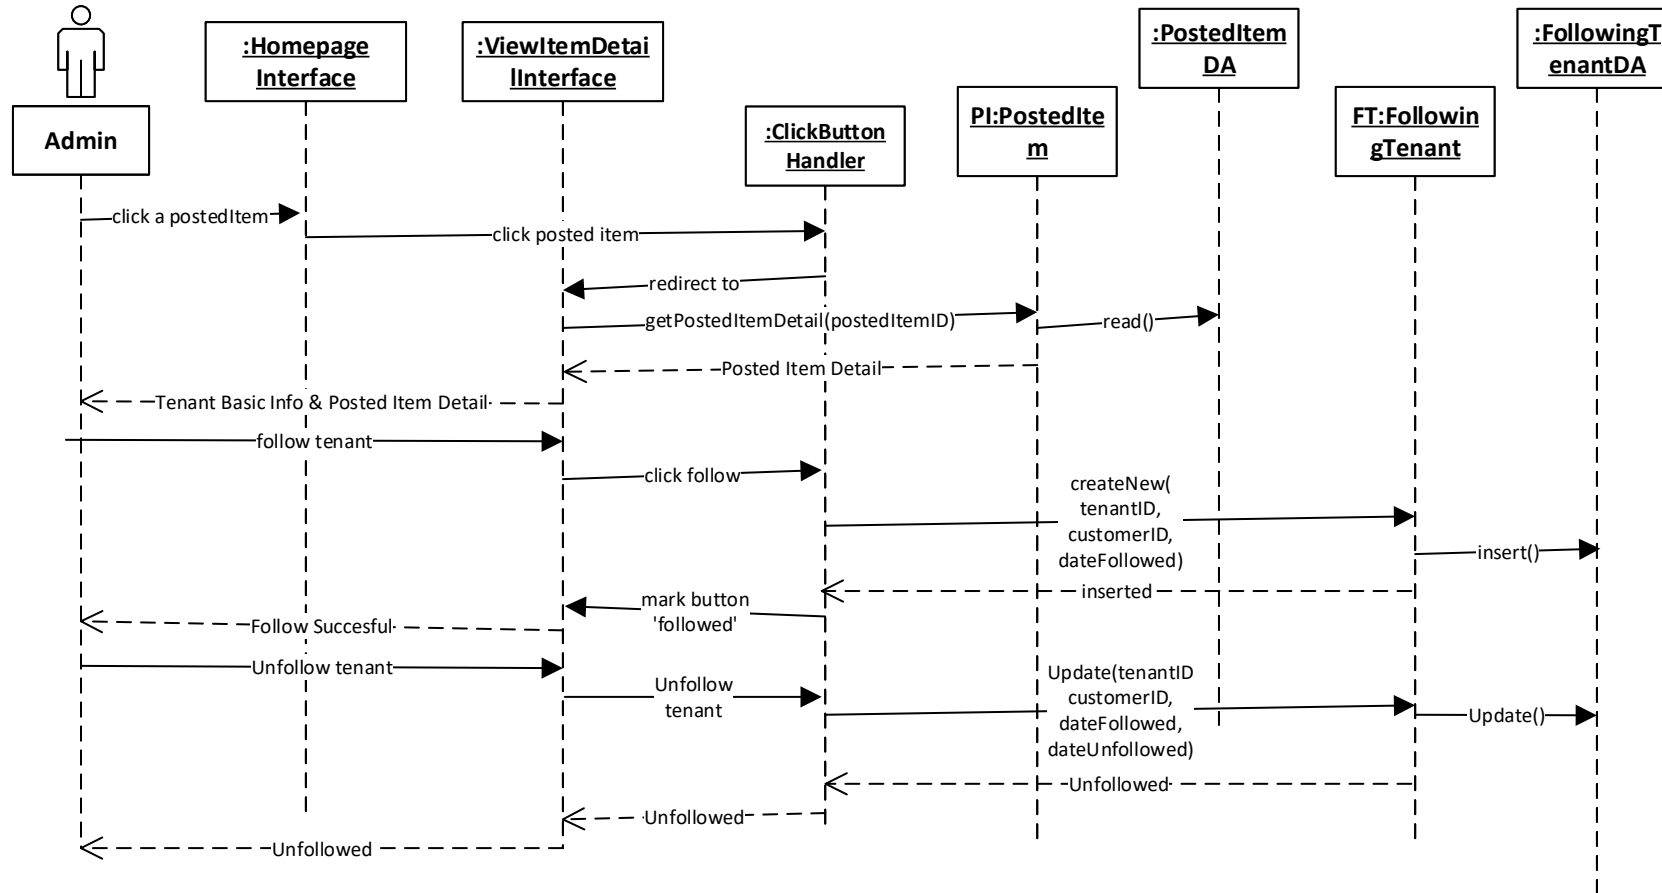 Admin
:Homepage
Interface
:ViewItemDetai
lInterface
:ClickButton
Handler
PI:PostedIte
m
:PostedItem
DA
FT:Followin
gTenant
:FollowingT
enantDA
click a postedItem
click posted item
redirect to
getPostedItemDetail(postedItemID)
read()
Posted Item Detail
Tenant Basic Info & Posted Item Detail
follow tenant
click follow
createNew(
tenantID,
customerID,
dateFollowed)
insert()
inserted
mark button
'followed'
Follow Succesful
Unfollow tenant
Unfollow
tenant
Update(tenantID
customerID,
dateFollowed,
dateUnfollowed)
Update()
Unfollowed
Unfollowed
Unfollowed